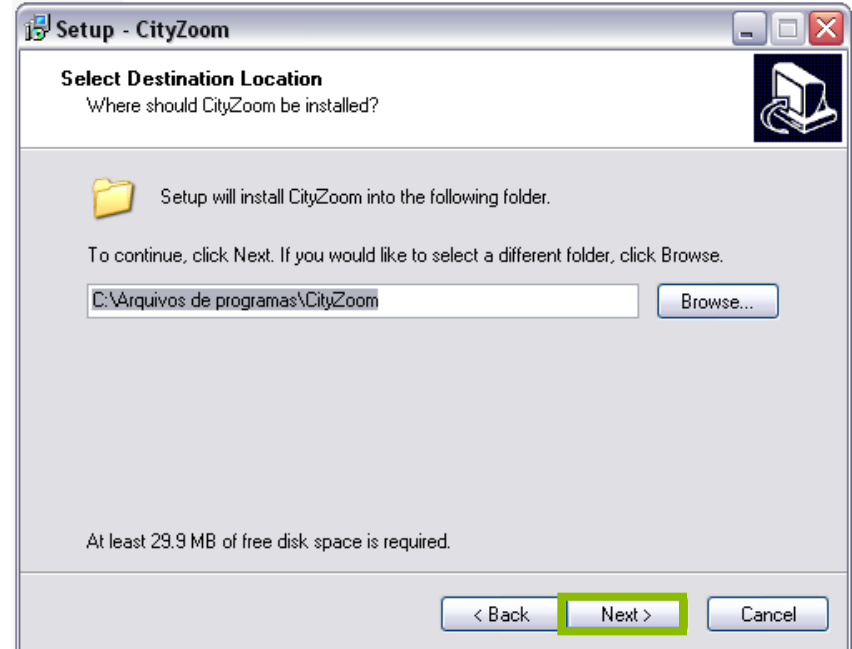 Setup - CityZoom
Select Destination Location
Where should CityZoom be installed?
Setup will install CityZoom into the following folder.
To continue, click Next. If you would like to select a different folder, click Browse.
C:\Arquivos de programas\CityZoom
Browse...
At least 29.9 MB of free disk space is required.
< Back Next > Cancel